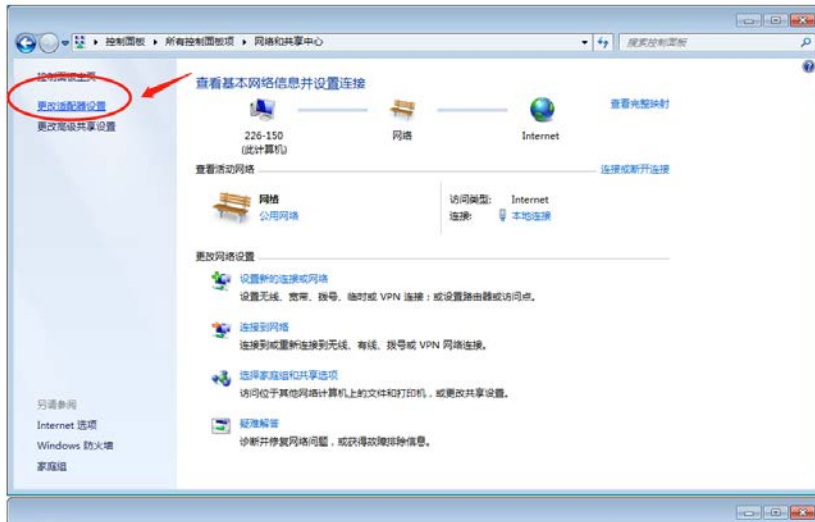 控制面板 ▸ 所有控制面板项 ▸ 网络和共享中心
搜索控制面板
控制面板主页
更改适配器设置
更改高级共享设置
查看基本网络信息并设置连接
查看完整映射
226-150
(此计算机)
网络
Internet
查看活动网络
连接或断开连接
网络
公用网络
访问类型: Internet
连接: 本地连接
更改网络设置
设置新的连接或网络
设置无线、宽带、拨号、临时或 VPN 连接；或设置路由器或访问点。
连接到网络
连接到或重新连接到无线、有线、拨号或 VPN 网络连接。
选择家庭组和共享选项
访问位于其他网络计算机上的文件和打印机，或更改共享设置。
疑难解答
诊断并修复网络问题，或获得故障排除信息。
另请参阅
Internet 选项
Windows 防火墙
家庭组